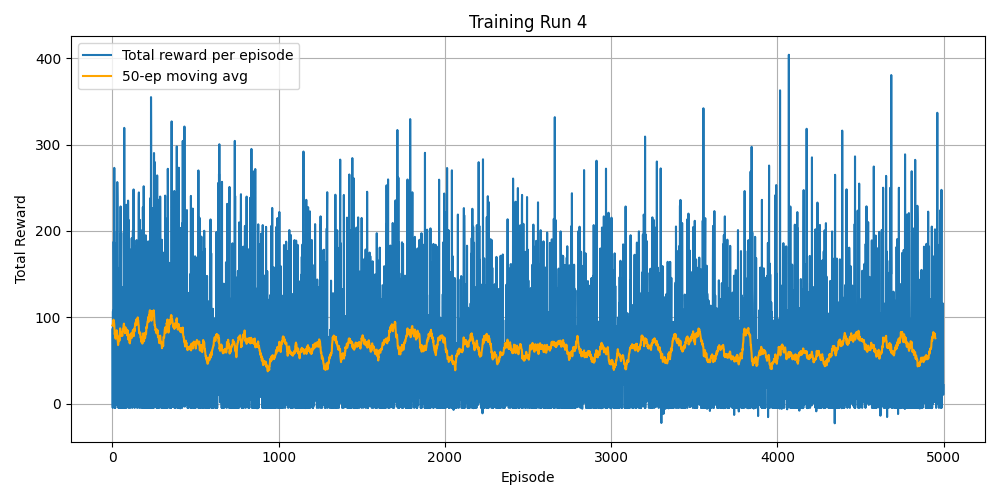 Training Run 4
Total reward per episode
50-ep moving avg
Total Reward
400
300
200
100
0
0 1000 2000 3000 4000 5000
Episode